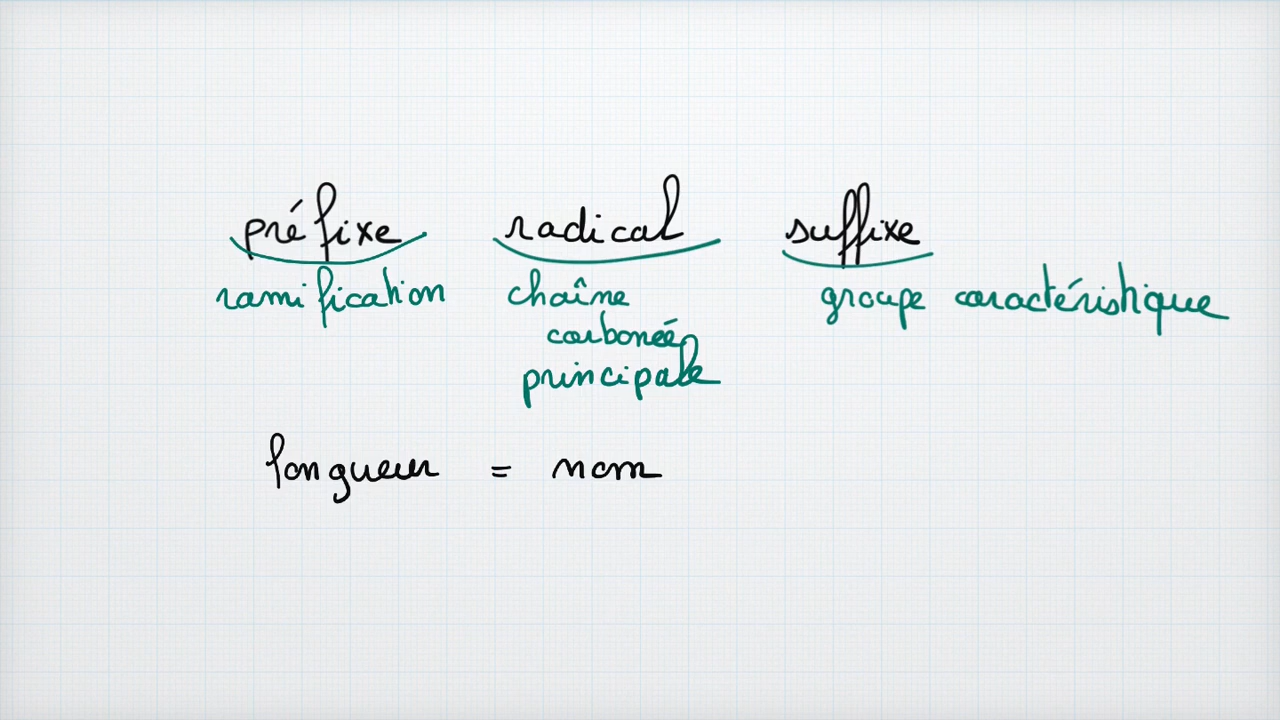 préfixe radical suffixe
ramification chaîne groupe caractéristique
carbonée
principale
longueur = nom